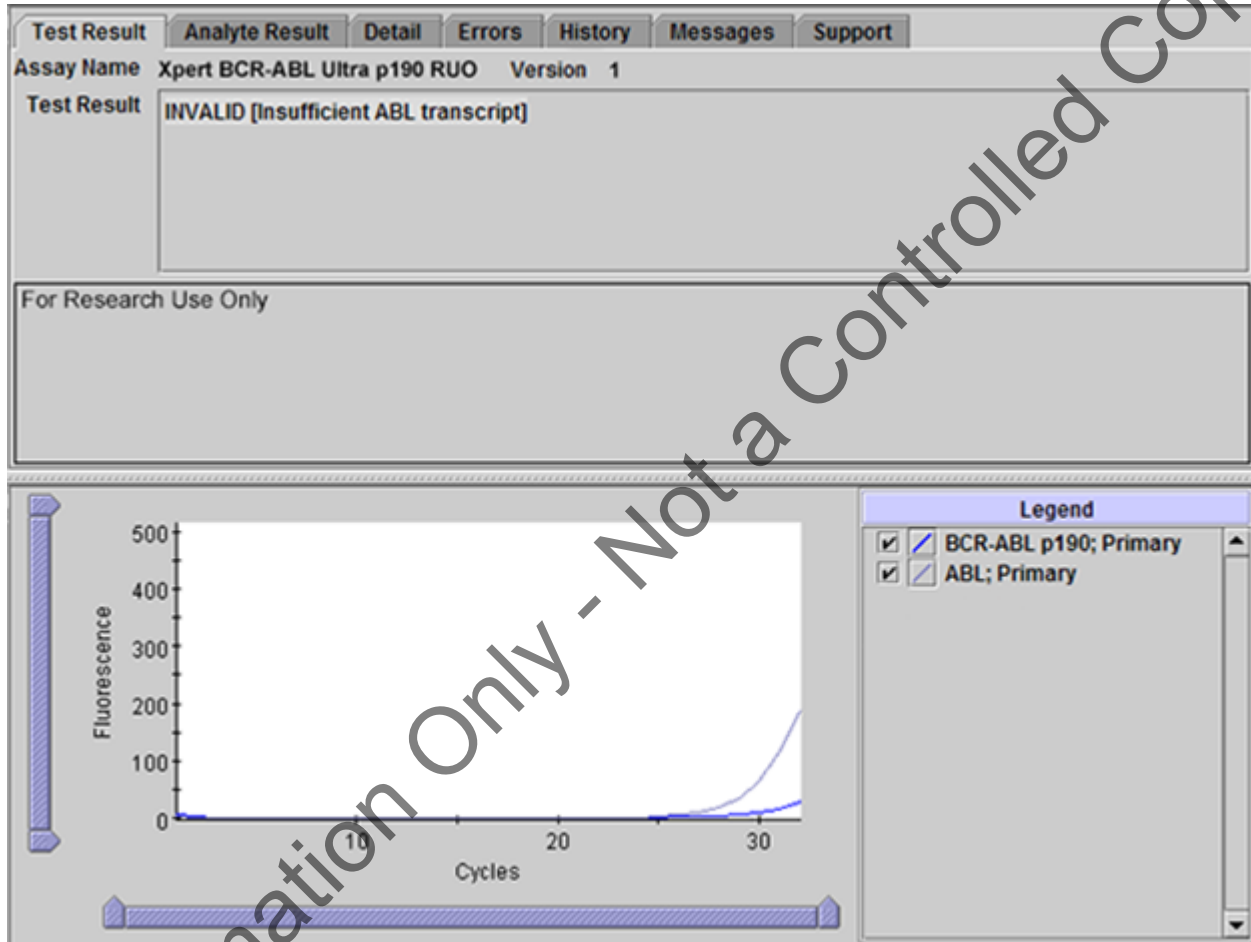 Test Result Analyte Result Detail Errors History Messages Support
Assay Name Xpert BCR-ABL Ultra p190 RUO Version 1
Test Result INVALID [Insufficient ABL transcript]
For Research Use Only
Legend
BCR-ABL p190; Primary
ABL; Primary
500
400
300
200
100
0
Fluorescence
10 20 30
Cycles
mation Only - Not a Controlled Cop